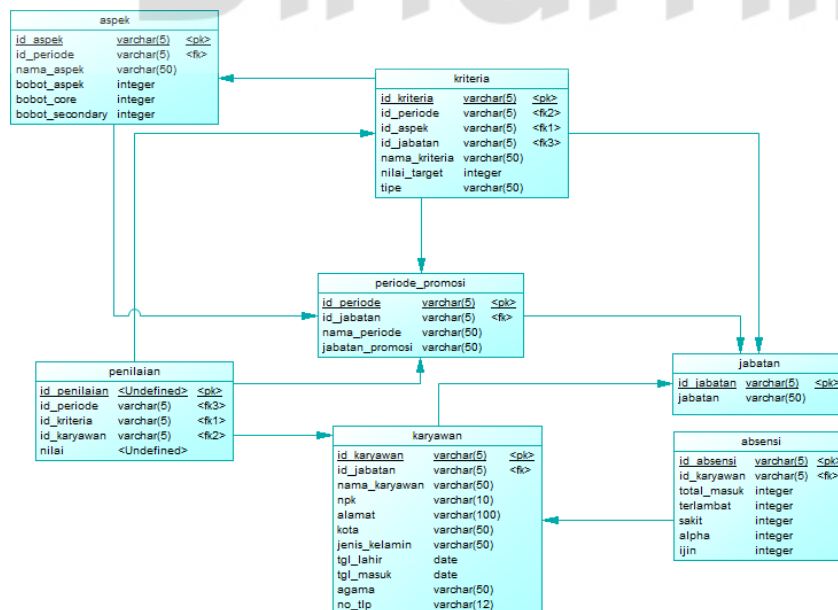 aspek
id_aspek varchar(5) <pk>
id_periode varchar(5) <fk>
nama_aspek varchar(50)
bobot_aspek integer
bobot_core integer
bobot_secondary integer
kriteria
id_kriteria varchar(5) <pk>
id_periode varchar(5) <fk2>
id_aspek varchar(5) <fk1>
id_jabatan varchar(5) <fk3>
nama_kriteria varchar(50)
nilai_target integer
tipe varchar(50)
periode_promosi
id_periode varchar(5) <pk>
id_jabatan varchar(5) <fk>
nama_periode varchar(50)
jabatan_promosi varchar(50)
penilaian
id_penilaian <Undefined> <pk>
id_periode varchar(5) <fk3>
id_kriteria varchar(5) <fk1>
id_karyawan varchar(5) <fk2>
nilai <Undefined>
jabatan
id_jabatan varchar(5) <pk>
jabatan varchar(50)
karyawan
id_karyawan varchar(5) <pk>
id_jabatan varchar(5) <fk>
nama_karyawan varchar(50)
npk varchar(10)
alamat varchar(100)
kota varchar(50)
jenis_kelamin varchar(50)
tgl_lahir date
tgl_masuk date
agama varchar(50)
no_tlp varchar(12)
absensi
id_absensi varchar(5) <pk>
id_karyawan varchar(5) <fk>
total_masuk integer
terlambat integer
sakit integer
alpha integer
ijin integer